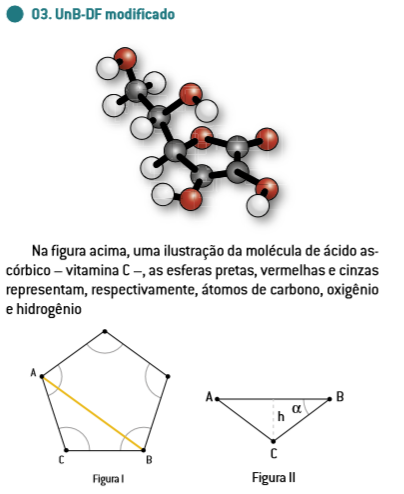 03. UnB-DF modificado
Na figura acima, uma ilustração da molécula de ácido as-
córbico – vitamina C –, as esferas pretas, vermelhas e cinzas
representam, respectivamente, átomos de carbono, oxigênio
e hidrogênio
A
C
B
Figura I
A
B
h
α
C
Figura II